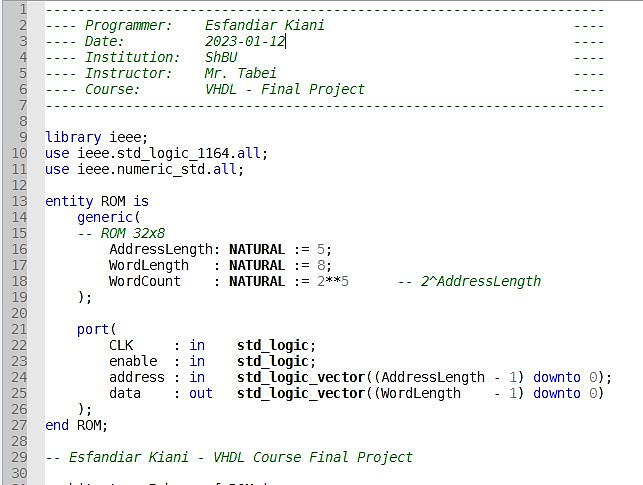 1 --------------------------------------------------------------------
2 ---- Programmer:    Esfandiar Kiani                               ----
3 ---- Date:          2023-01-12                                    ----
4 ---- Institution:   ShBU                                          ----
5 ---- Instructor:    Mr. Tabei                                     ----
6 ---- Course:        VHDL - Final Project                          ----
7 --------------------------------------------------------------------
8
9 library ieee;
10 use ieee.std_logic_1164.all;
11 use ieee.numeric_std.all;
12
13 entity ROM is
14     generic(
15     -- ROM 32x8
16         AddressLength: NATURAL := 5;
17         WordLength   : NATURAL := 8;
18         WordCount    : NATURAL := 2**5      -- 2^AddressLength
19     );
20
21     port(
22         CLK     : in    std_logic;
23         enable  : in    std_logic;
24         address : in    std_logic_vector((AddressLength - 1) downto 0);
25         data    : out   std_logic_vector((WordLength    - 1) downto 0)
26     );
27 end ROM;
28
29 -- Esfandiar Kiani - VHDL Course Final Project
30